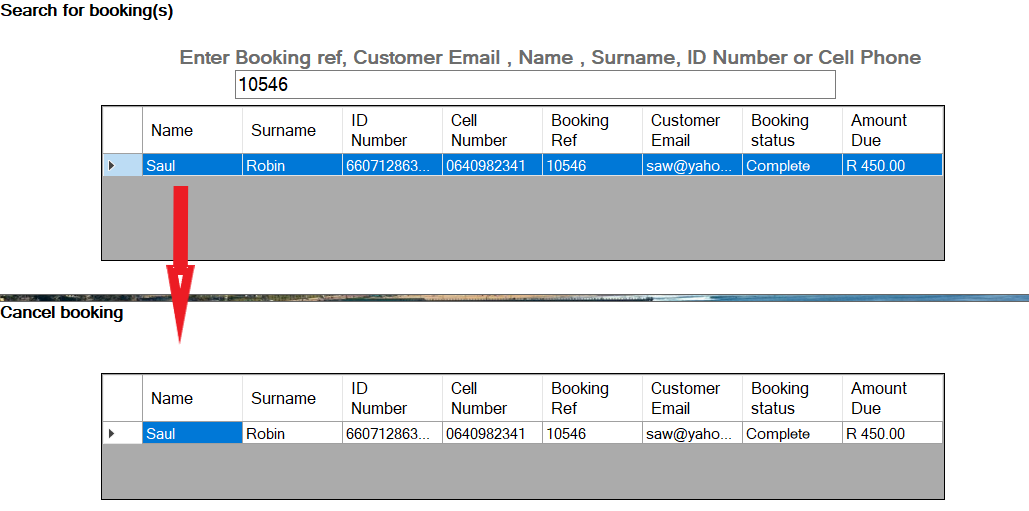 Search for booking(s)
Enter Booking ref, Customer Email , Name , Surname, ID Number or Cell Phone
10546
Name Surname ID Number Cell Number Booking Ref Customer Email Booking status Amount Due
Saul Robin 660712863... 0640982341 10546 saw@yaho... Complete R 450.00
Cancel booking
Name Surname ID Number Cell Number Booking Ref Customer Email Booking status Amount Due
Saul Robin 660712863... 0640982341 10546 saw@yaho... Complete R 450.00